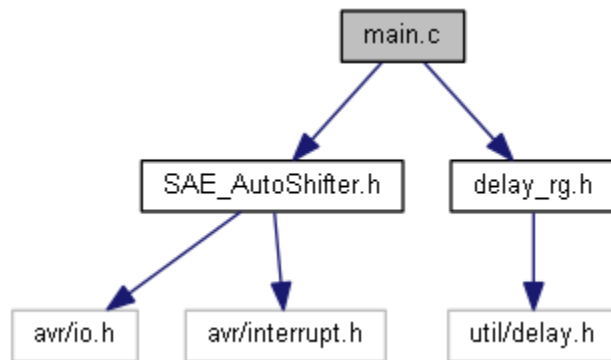 main.c
SAE_AutoShifter.h
delay_rg.h
avr/io.h
avr/interrupt.h
util/delay.h